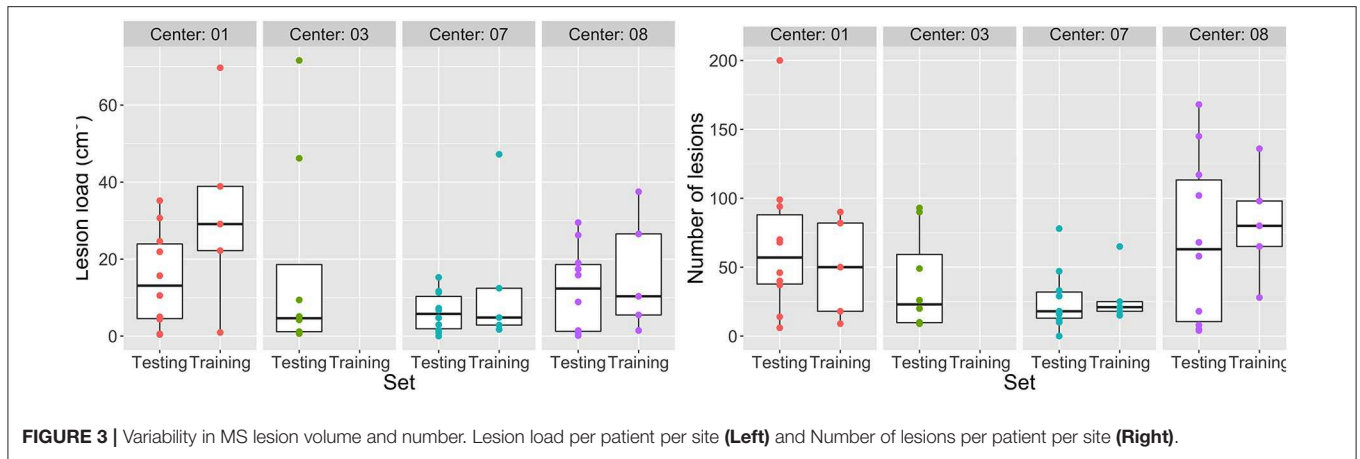 Center: 01 Center: 03 Center: 07 Center: 08
Lesion load (cm³)
60
40
20
0
Testing Training Testing Training Testing Training Testing Training
Set
Center: 01 Center: 03 Center: 07 Center: 08
Number of lesions
200
150
100
50
0
Testing Training Testing Training Testing Training Testing Training
Set
FIGURE 3 | Variability in MS lesion volume and number. Lesion load per patient per site (Left) and Number of lesions per patient per site (Right).